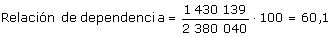 Relación de dependencia = 1 430 139 / 2 380 040 · 100 = 60,1